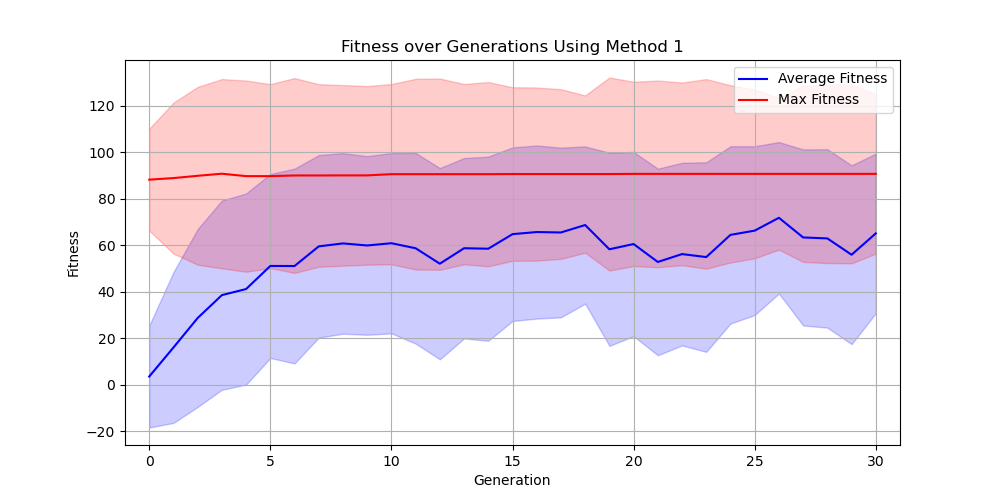 Fitness over Generations Using Method 1
Average Fitness
Max Fitness
120
100
80
60
40
20
0
−20
Fitness
0 5 10 15 20 25 30
Generation